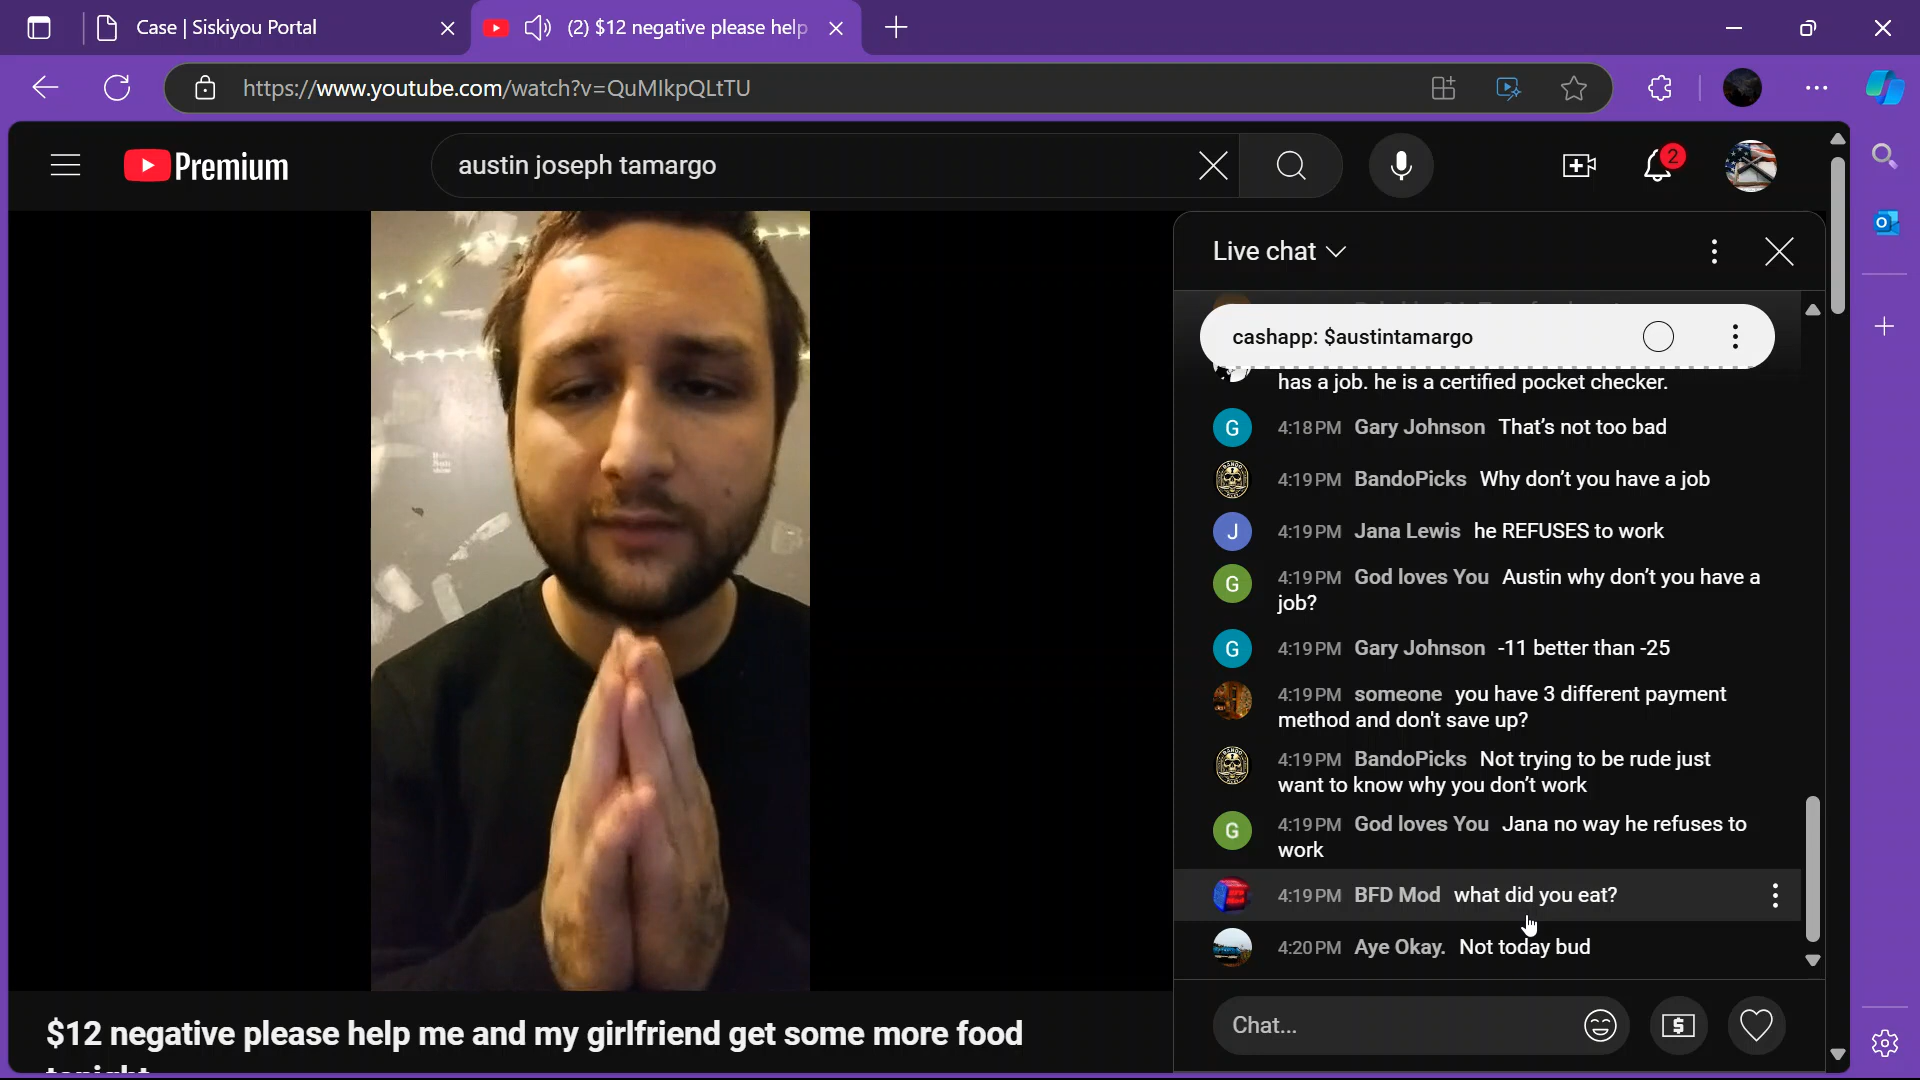 Case | Siskiyou Portal
(2) $12 negative please help
https://www.youtube.com/watch?v=QuMIkpQLtTU
Premium
austin joseph tamargo
2
Live chat
cashapp: $austintamargo
has a job. he is a certified pocket checker.
G 4:18 PM Gary Johnson That's not too bad
4:19 PM BandoPicks Why don't you have a job
J 4:19 PM Jana Lewis he REFUSES to work
G 4:19 PM God loves You Austin why don't you have a
job?
G 4:19 PM Gary Johnson -11 better than -25
4:19 PM someone you have 3 different payment
method and don't save up?
4:19 PM BandoPicks Not trying to be rude just
want to know why you don't work
G 4:19 PM God loves You Jana no way he refuses to
work
4:19 PM BFD Mod what did you eat?
4:20 PM Aye Okay. Not today bud
Chat...
$12 negative please help me and my girlfriend get some more food